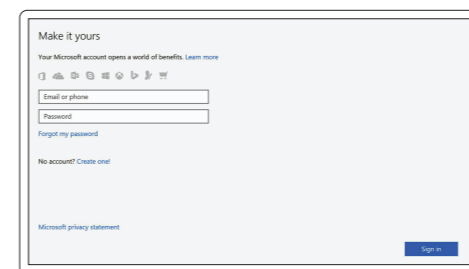 Make it yours
Your Microsoft account opens a world of benefits. Learn more
Email or phone
Password
Forgot my password
No account? Create one!
Microsoft privacy statement
Sign in